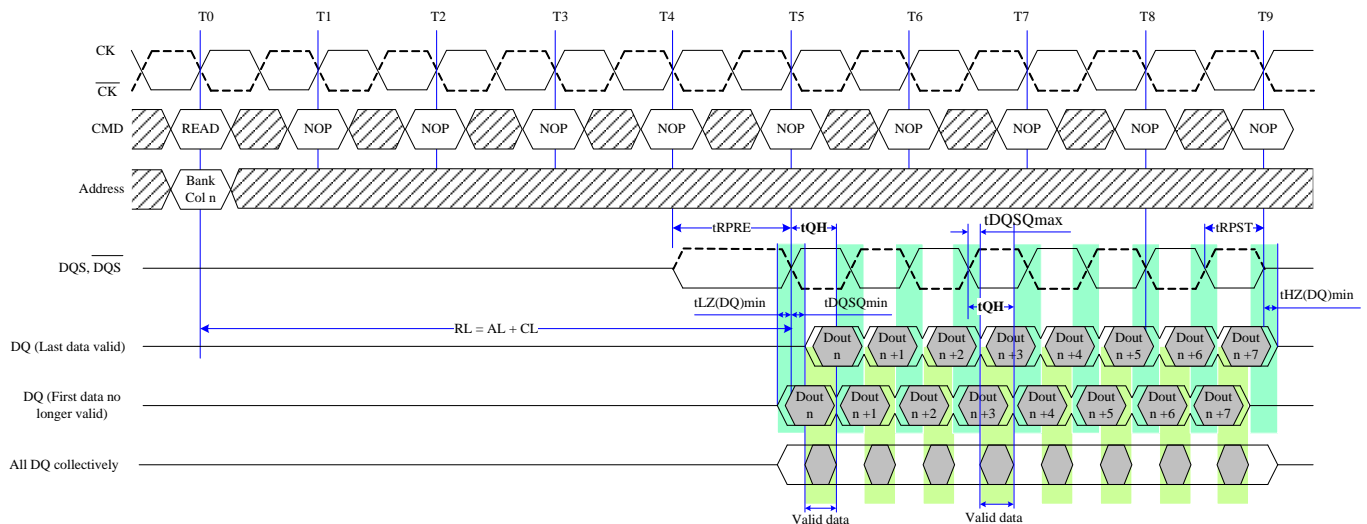 T0 T1 T2 T3 T4 T5 T6 T7 T8 T9
CK
CK
CMD READ NOP NOP NOP NOP NOP NOP NOP NOP NOP
Address Bank
Col n
tRPRE tQH tDQSQmax tRPST
DQS, DQS
tLZ(DQ)min tDQSQmin tQH tHZ(DQ)min
RL = AL + CL
DQ (Last data valid)
Dout Dout Dout Dout Dout Dout Dout Dout
n n +1 n +2 n +3 n +4 n +5 n +6 n +7
DQ (First data no
longer valid)
Dout Dout Dout Dout Dout Dout Dout Dout
n n +1 n +2 n +3 n +4 n +5 n +6 n +7
All DQ collectively
Valid data Valid data